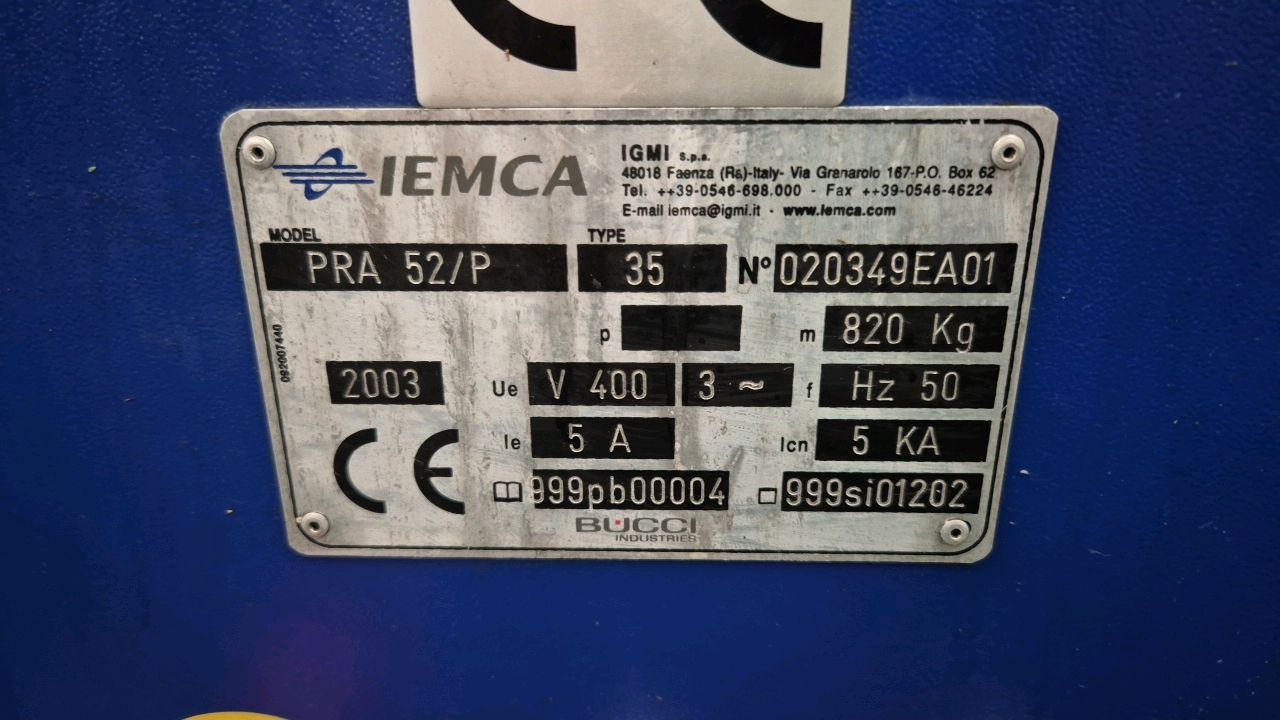 CE
IEMCA
IGMI s.p.a.
48018 Faenza (Ra)-Italy- Via Granarolo 167-P.O. Box 62
Tel. ++39-0546-698.000 - Fax ++39-0546-46224
E-mail iemca@igmi.it - www.iemca.com
MODEL TYPE
PRA 52/P 35 N° 020349EA01
p m 820 Kg
092007440
2003 Ue V 400 3 ~ f Hz 50
Ie 5 A Icn 5 KA
CE
999pb00004 999si01202
BUCCI
INDUSTRIES